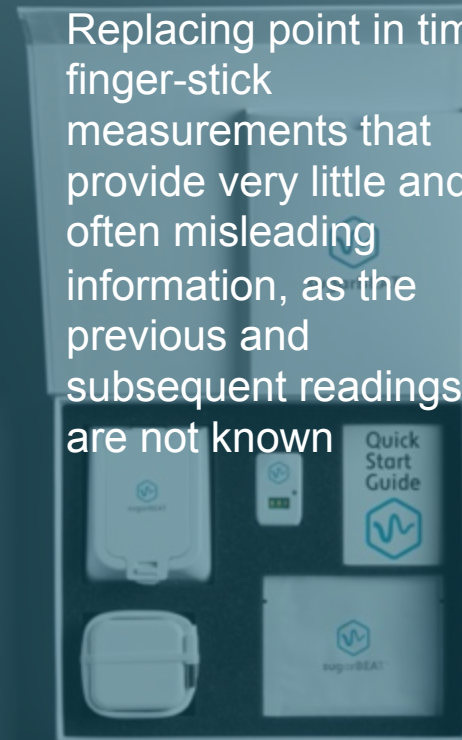 Replacing point in tim
finger-stick
measurements that
provide very little and
often misleading
information, as the
previous and
subsequent readings
are not known
Quick
Start
Guide
sugarBEAT
sugarBEAT